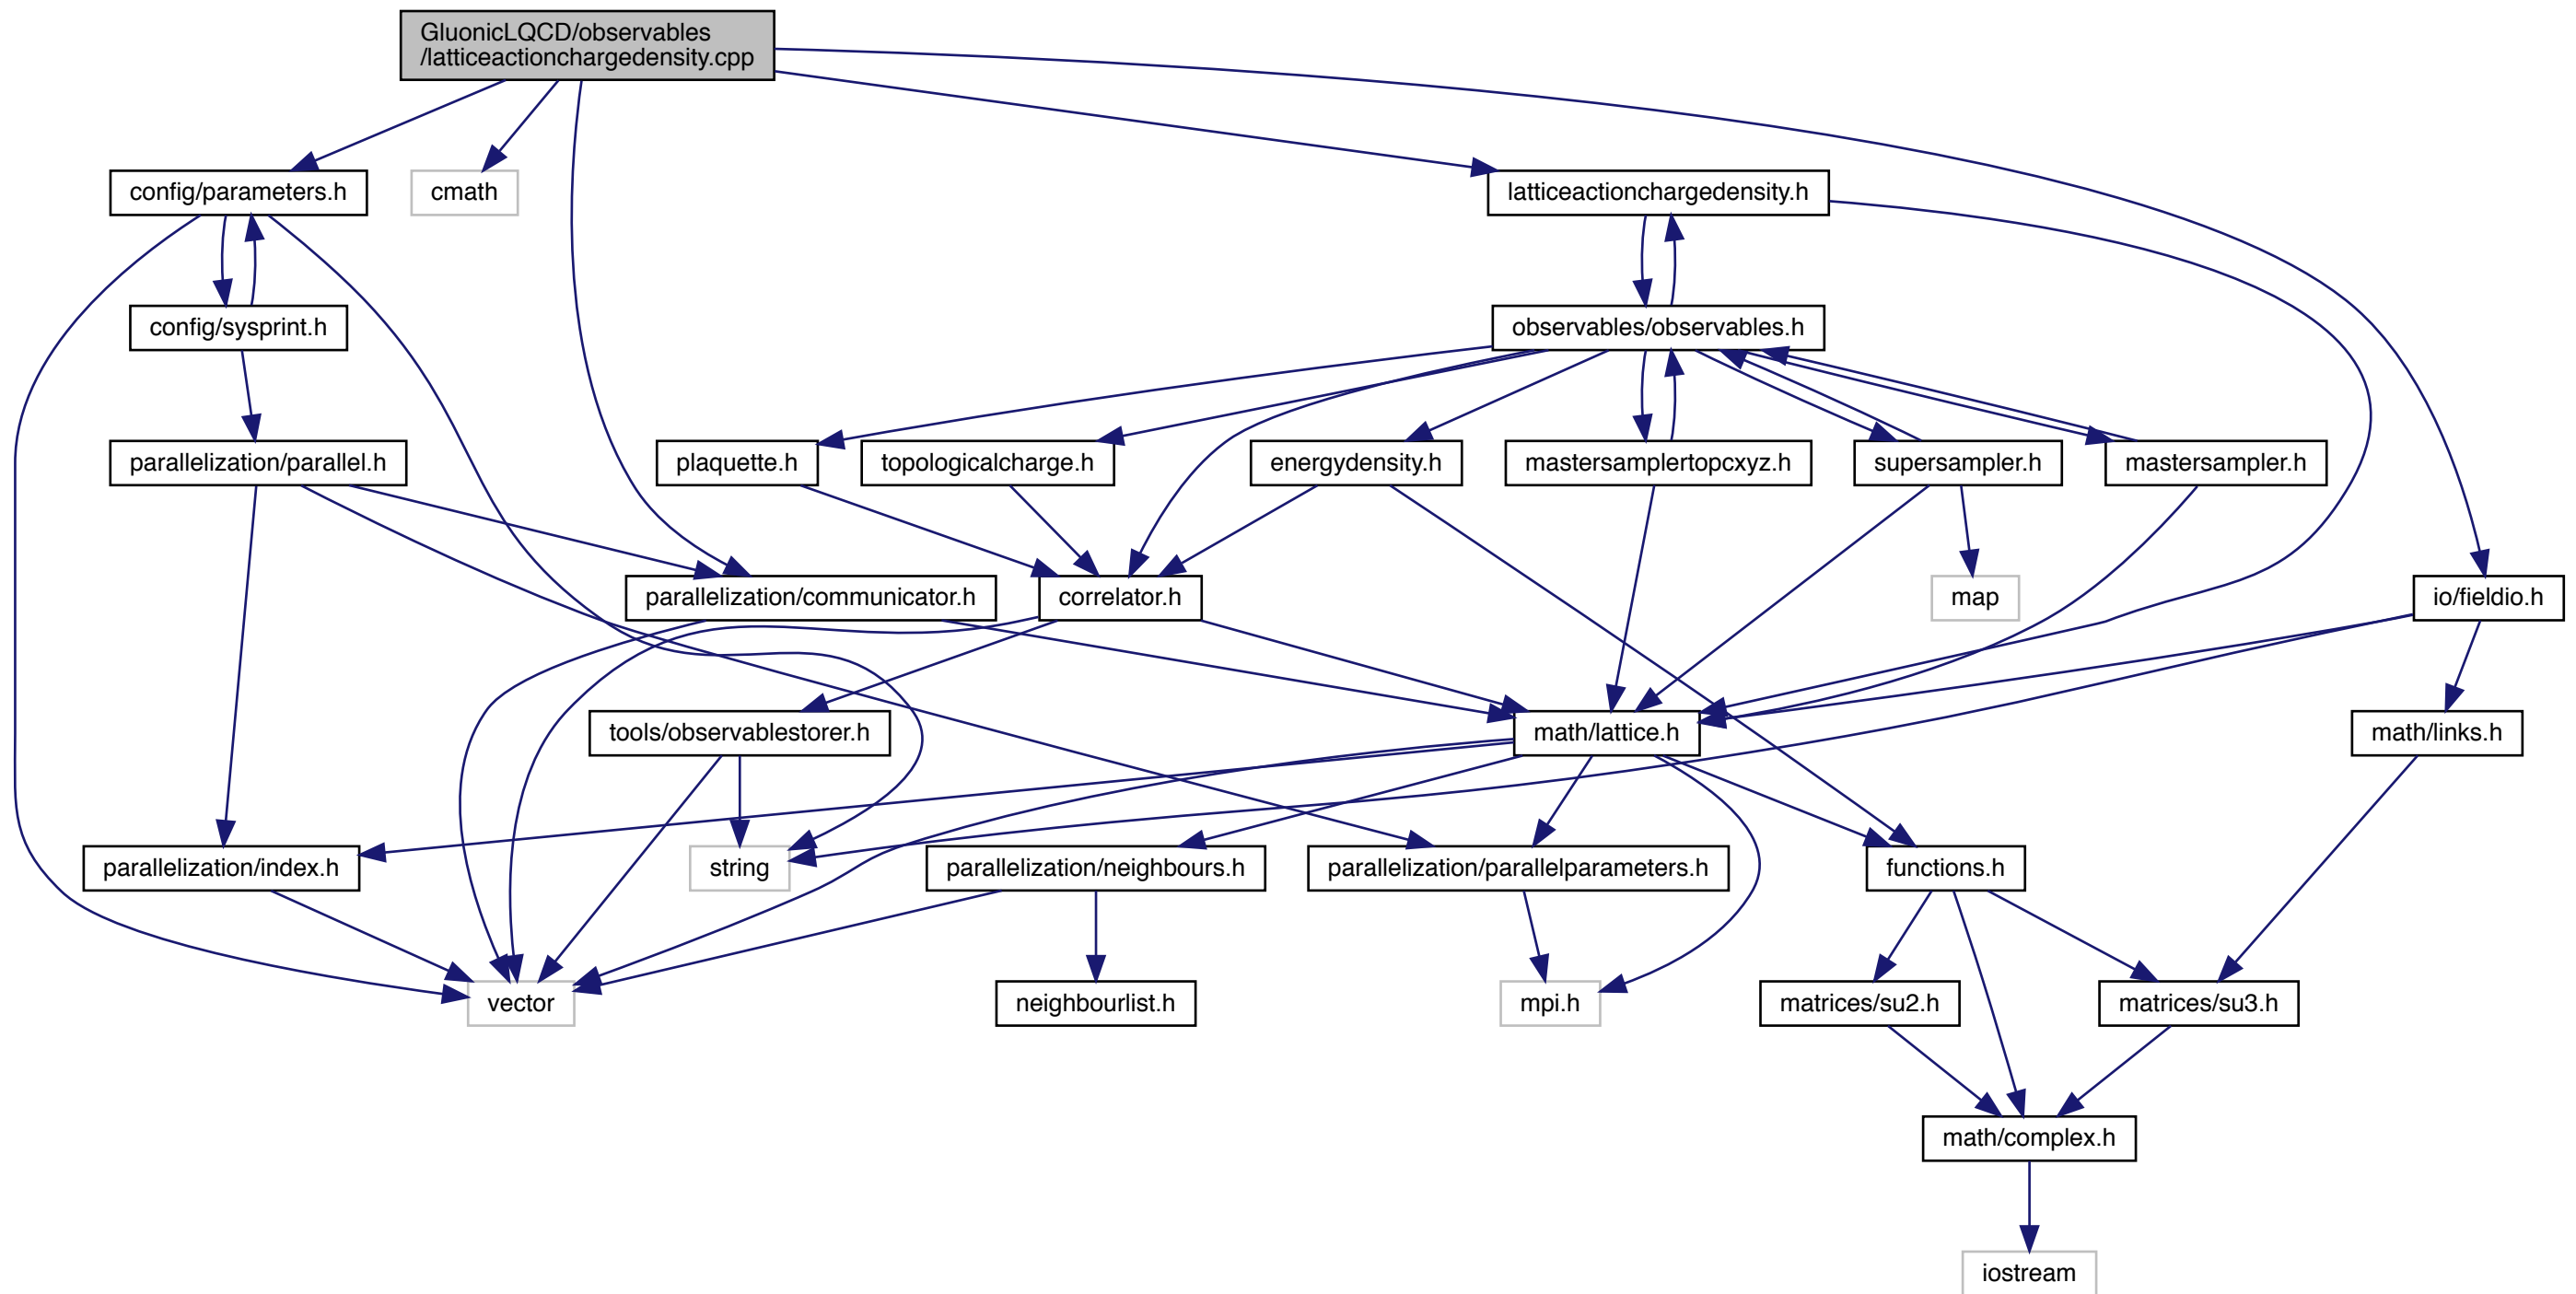 GluonicLQCD/observables
/latticeactionchargedensity.cpp
config/parameters.h
cmath
latticeactionchargedensity.h
config/sysprint.h
observables/observables.h
parallelization/parallel.h
plaquette.h
topologicalcharge.h
energydensity.h
mastersamplertopcxyz.h
supersampler.h
mastersampler.h
parallelization/communicator.h
correlator.h
map
io/fieldio.h
tools/observablestorer.h
math/lattice.h
math/links.h
parallelization/index.h
string
parallelization/neighbours.h
parallelization/parallelparameters.h
functions.h
vector
neighbourlist.h
mpi.h
matrices/su2.h
matrices/su3.h
math/complex.h
iostream